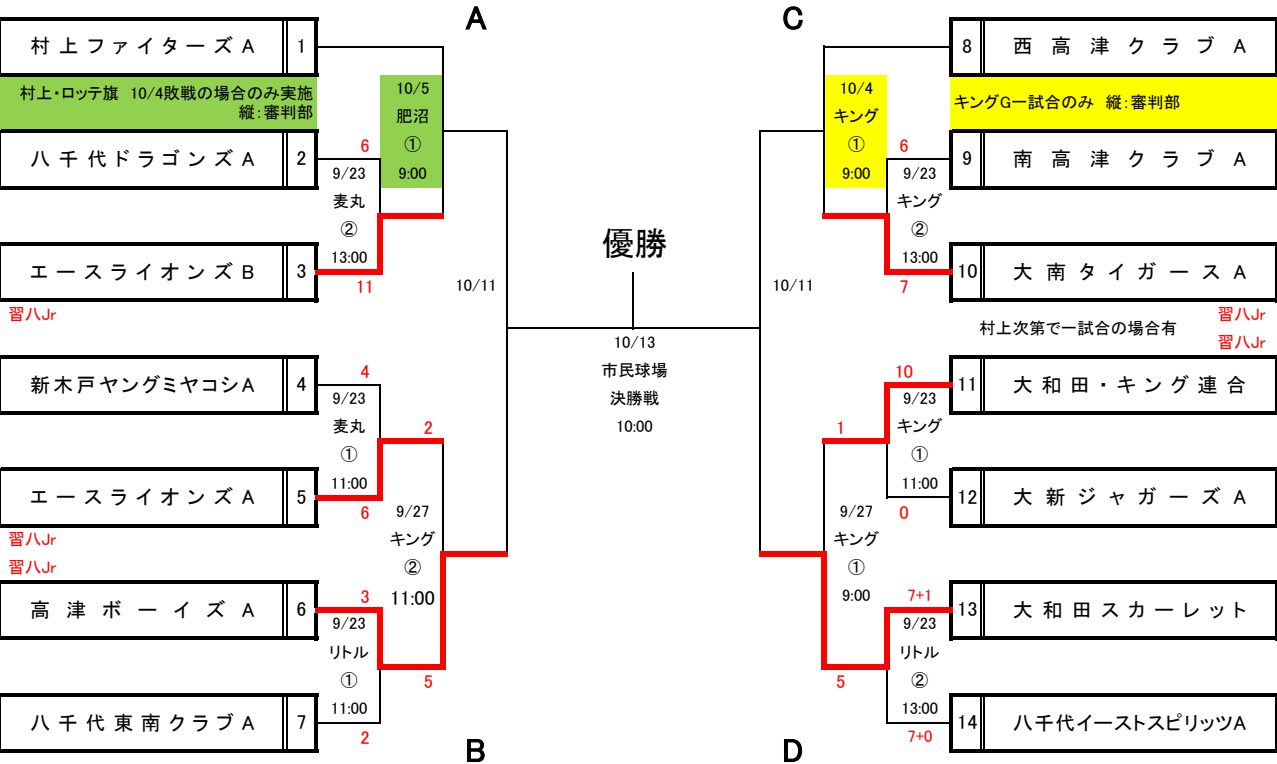 A
村上ファイターズA 1
村上・ロッテ旗 10/4敗戦の場合のみ実施
縦：審判部
10/5
肥沼
①
9:00
八千代ドラゴンズA 2
6
9/23
麦丸
②
13:00
エースライオンズB 3
11
習八Jr
10/11
新木戸ヤングミヤコシA 4
4
9/23
麦丸
①
11:00
2
エースライオンズA 5
6
習八Jr
習八Jr
9/27
キング
②
11:00
高津ボーイズA 6
3
9/23
リトル
①
11:00
5
八千代東南クラブA 7
2
B
優勝
10/13
市民球場
決勝戦
10:00
C
8 西高津クラブA
10/4
キング
①
9:00
キングG一試合のみ 縦：審判部
6
9 南高津クラブA
9/23
キング
②
13:00
10 大南タイガースA
7
習八Jr
村上次第で一試合の場合有
習八Jr
10/11
10
11 大和田・キング連合
9/23
キング
①
11:00
1
12 大新ジャガーズA
0
9/27
キング
①
9:00
7+1
13 大和田スカーレット
9/23
リトル
②
13:00
5
14 八千代イーストスピリッツA
7+0
D